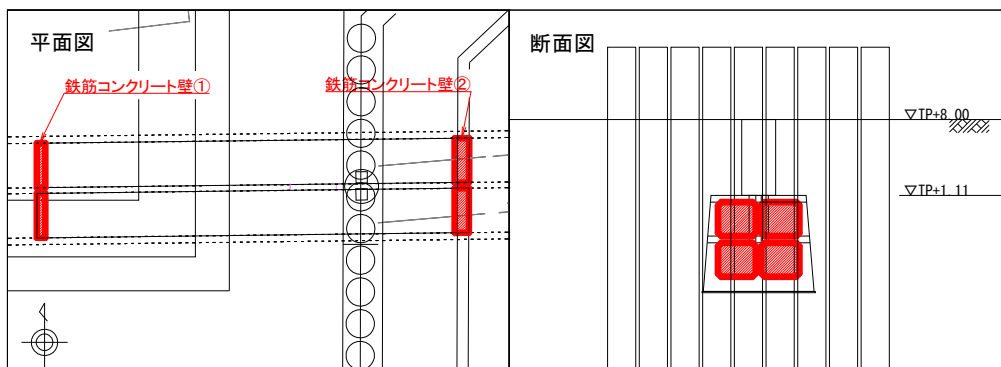 平面図
鉄筋コンクリート壁①
鉄筋コンクリート壁②
断面図
▽TP+8.00
▽TP+1.11